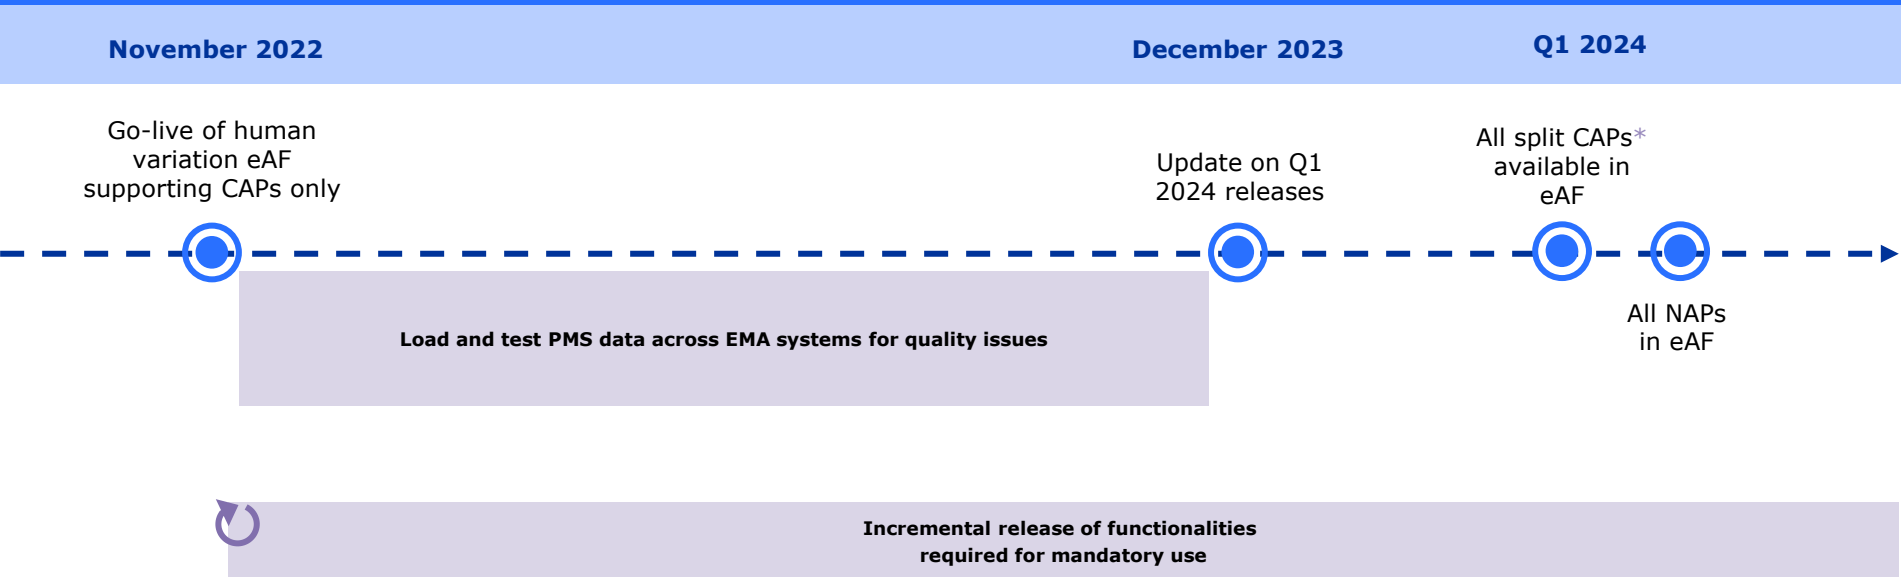 November 2022
December 2023
Q1 2024
Go-live of human
variation eAF
supporting CAPs only
Update on Q1
2024 releases
All split CAPs*
available in
eAF
All NAPs
in eAF
Load and test PMS data across EMA systems for quality issues
Incremental release of functionalities
required for mandatory use